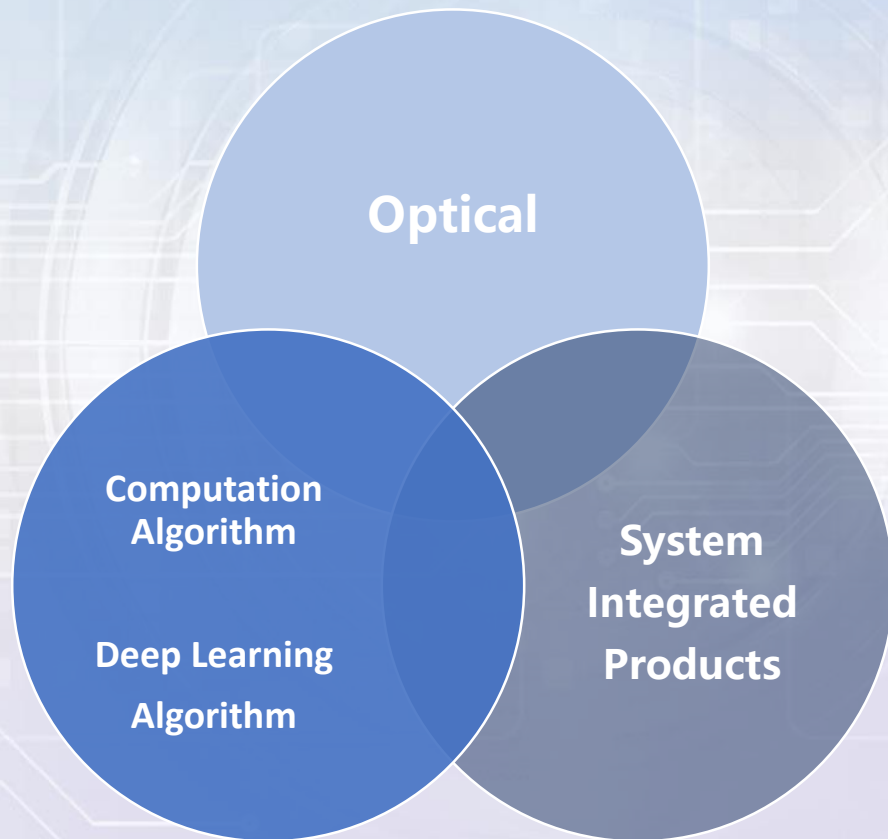 Optical
Computation
Algorithm
Deep Learning
Algorithm
System
Integrated
Products